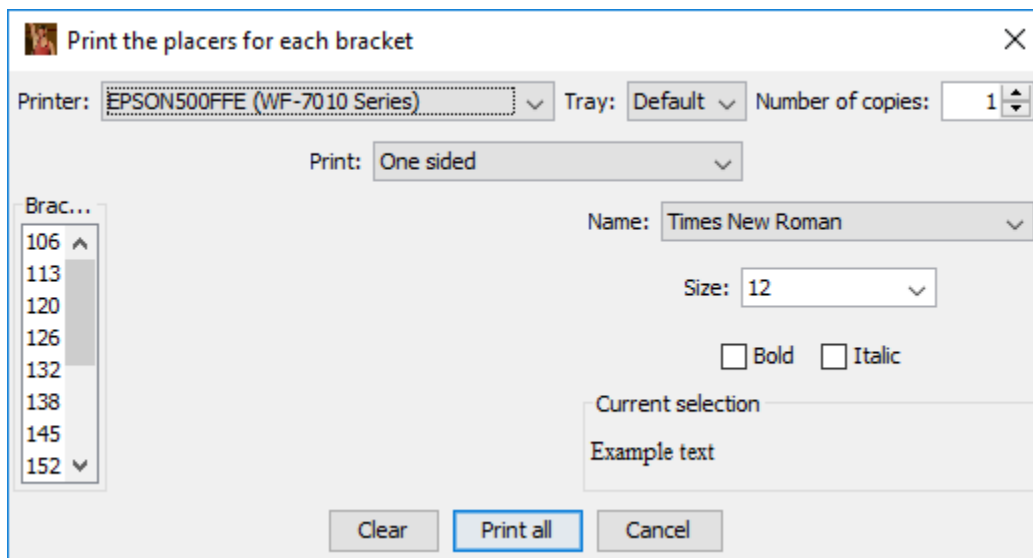 Print the placers for each bracket
Printer: EPSON500FFE (WF-7010 Series) Tray: Default Number of copies: 1
Print: One sided
Brac...
106
113
120
126
132
138
145
152
Name: Times New Roman
Size: 12
Bold Italic
Current selection
Example text
Clear Print all Cancel